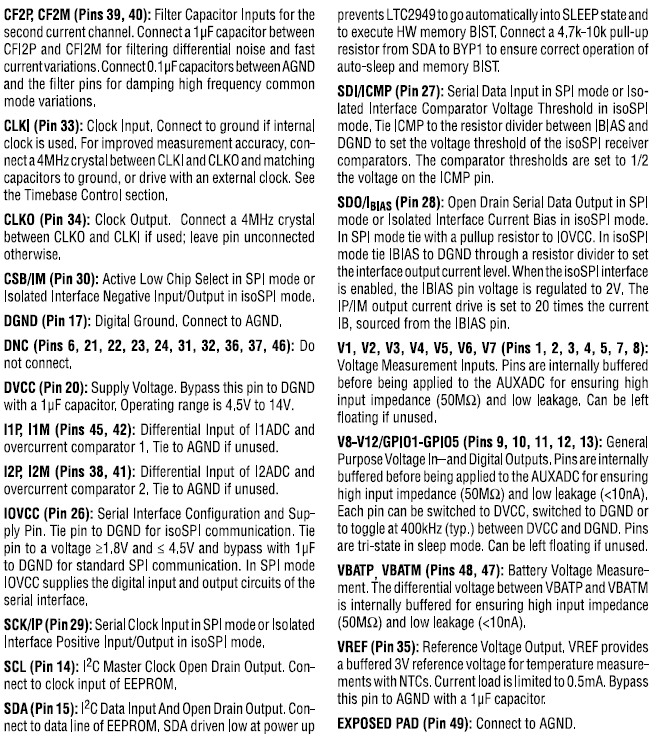 CF2P, CF2M (Pins 39, 40): Filter Capacitor Inputs for the
second current channel. Connect a 1µF capacitor between
CFI2P and CFI2M for filtering differential noise and fast
current variations. Connect 0.1µF capacitors between AGND
and the filter pins for damping high frequency common
mode variations.
CLKI (Pin 33): Clock Input. Connect to ground if internal
clock is used. For improved measurement accuracy, con-
nect a 4MHz crystal between CLKI and CLKO and matching
capacitors to ground, or drive with an external clock. See
the Timebase Control section.
CLKO (Pin 34): Clock Output. Connect a 4MHz crystal
between CLKO and CLKI if used; leave pin unconnected
otherwise.
CSB/IM (Pin 30): Active Low Chip Select in SPI mode or
Isolated Interface Negative Input/Output in isoSPI mode.
DGND (Pin 17): Digital Ground. Connect to AGND.
DNC (Pins 6, 21, 22, 23, 24, 31, 32, 36, 37, 46): Do
not connect.
DVCC (Pin 20): Supply Voltage. Bypass this pin to DGND
with a 1µF capacitor. Operating range is 4.5V to 14V.
I1P, I1M (Pins 45, 42): Differential Input of I1ADC and
overcurrent comparator 1. Tie to AGND if unused.
I2P, I2M (Pins 38, 41): Differential Input of I2ADC and
overcurrent comparator 2. Tie to AGND if unused.
IOVCC (Pin 26): Serial Interface Configuration and Sup-
ply Pin. Tie pin to DGND for isoSPI communication. Tie
pin to a voltage ≥1.8V and ≤ 4.5V and bypass with 1µF
to DGND for standard SPI communication. In SPI mode
IOVCC supplies the digital input and output circuits of the
serial interface.
SCK/IP (Pin 29): Serial Clock Input in SPI mode or Isolated
Interface Positive Input/Output in isoSPI mode.
SCL (Pin 14): I²C Master Clock Open Drain Output. Con-
nect to clock input of EEPROM.
SDA (Pin 15): I²C Data Input And Open Drain Output. Con-
nect to data line of EEPROM. SDA driven low at power up
prevents LTC2949 to go automatically into SLEEP state and
to execute HW memory BIST. Connect a 4.7k–10k pull-up
resistor from SDA to BYP1 to ensure correct operation of
auto-sleep and memory BIST.
SDI/ICMP (Pin 27): Serial Data Input in SPI mode or Iso-
lated Interface Comparator Voltage Threshold in isoSPI
mode. Tie ICMP to the resistor divider between IBIAS and
DGND to set the voltage threshold of the isoSPI receiver
comparators. The comparator thresholds are set to 1/2
the voltage on the ICMP pin.
SDO/IBIAS (Pin 28): Open Drain Serial Data Output in SPI
mode or Isolated Interface Current Bias in isoSPI mode.
In SPI mode tie with a pullup resistor to IOVCC. In isoSPI
mode tie IBIAS to DGND through a resistor divider to set
the interface output current level. When the isoSPI interface
is enabled, the IBIAS pin voltage is regulated to 2V. The
IP/IM output current drive is set to 20 times the current
IB, sourced from the IBIAS pin.
V1, V2, V3, V4, V5, V6, V7 (Pins 1, 2, 3, 4, 5, 7, 8):
Voltage Measurement Inputs. Pins are internally buffered
before being applied to the AUXADC for ensuring high
input impedance (50MΩ) and low leakage. Can be left
floating if unused.
V8-V12/GPIO1-GPIO5 (Pins 9, 10, 11, 12, 13): General
Purpose Voltage In—and Digital Outputs. Pins are internally
buffered before being applied to the AUXADC for ensuring
high input impedance (50MΩ) and low leakage (<10nA).
Each pin can be switched to DVCC, switched to DGND or
to toggle at 400kHz (typ.) between DVCC and DGND. Pins
are tri-state in sleep mode. Can be left floating if unused.
VBATP, VBATM (Pins 48, 47): Battery Voltage Measure-
ment. The differential voltage between VBATP and VBATM
is internally buffered for ensuring high input impedance
(50MΩ) and low leakage (<10nA).
VREF (Pin 35): Reference Voltage Output. VREF provides
a buffered 3V reference voltage for temperature measure-
ments with NTCs. Current load is limited to 0.5mA. Bypass
this pin to AGND with a 1µF capacitor.
EXPOSED PAD (Pin 49): Connect to AGND.